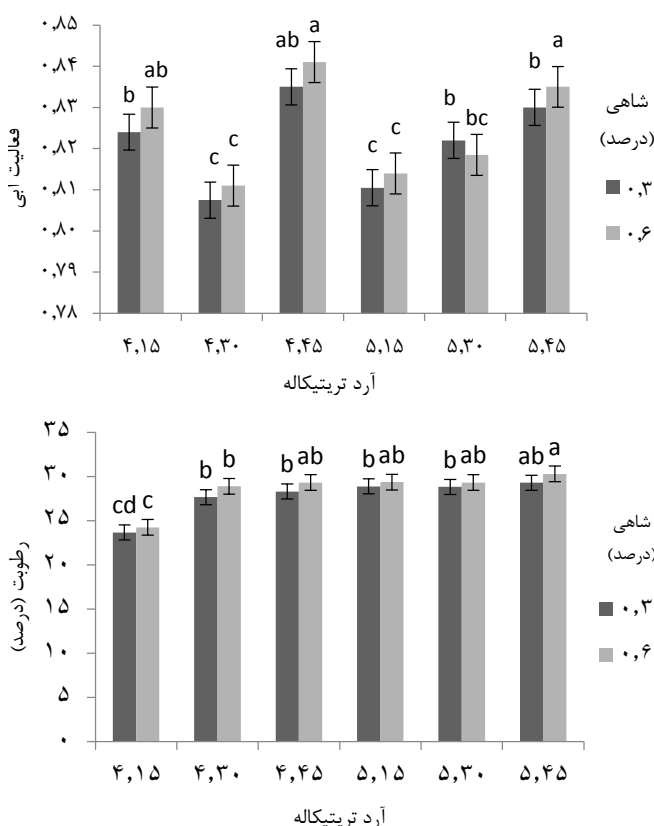 ۰,۸۵
۰,۸۴
۰,۸۳
۰,۸۲
۰,۸۱
۰,۸۰
۰,۷۹
۰,۷۸
فعالیت ابی
b ab c c ab a c c b bc b a
۴,۱۵ ۴,۳۰ ۴,۴۵ ۵,۱۵ ۵,۳۰ ۵,۴۵
آرد تریتیکاله
شاهی
(درصد)
۰,۳
۰,۶
۳۵
۳۰
۲۵
۲۰
۱۵
۱۰
۵
۰
رطوبت (درصد)
cd c b b b ab b ab b ab ab a
۴,۱۵ ۴,۳۰ ۴,۴۵ ۵,۱۵ ۵,۳۰ ۵,۴۵
آرد تریتیکاله
شاهی
(درصد)
۰,۳
۰,۶